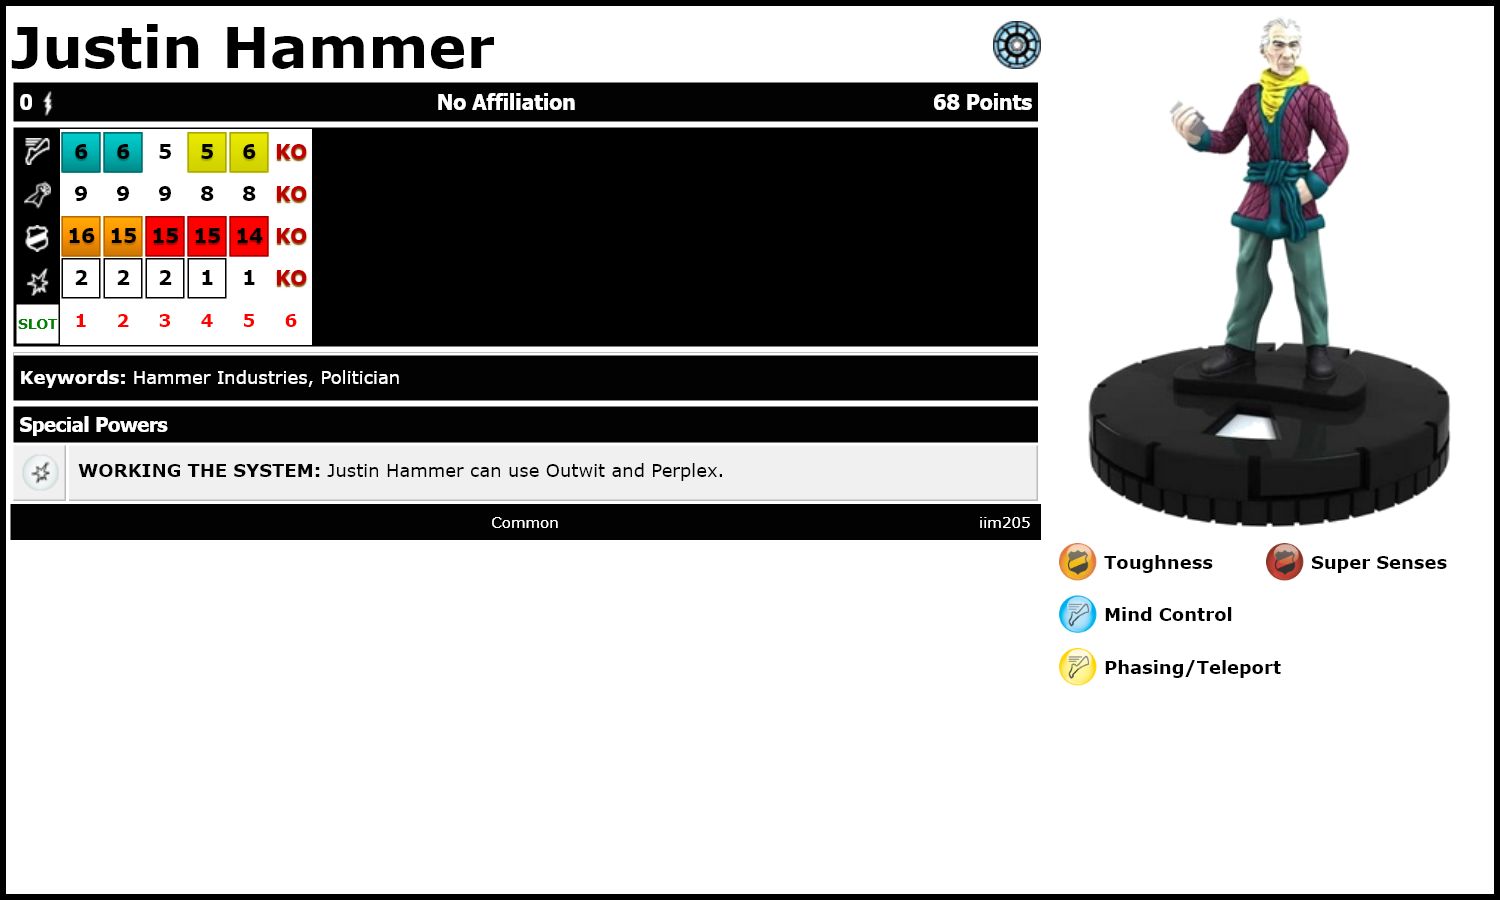 Justin Hammer
0 No Affiliation 68 Points
6 6 5 5 6 KO
9 9 9 8 8 KO
16 15 15 15 14 KO
2 2 2 1 1 KO
SLOT 1 2 3 4 5 6
Keywords: Hammer Industries, Politician
Special Powers
WORKING THE SYSTEM: Justin Hammer can use Outwit and Perplex.
Common iim205
Toughness Super Senses
Mind Control
Phasing/Teleport